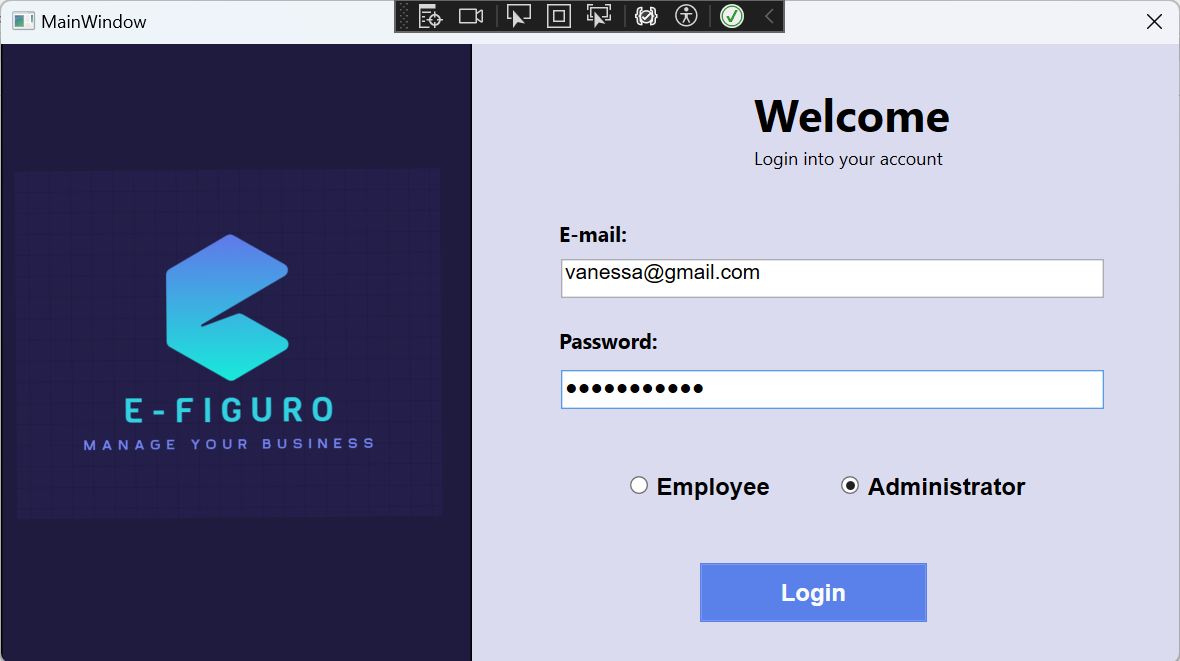 MainWindow
Welcome
Login into your account
E-mail:
vanessa@gmail.com
Password:
●●●●●●●●●●●
Employee
Administrator
Login
E-FIGURO
MANAGE YOUR BUSINESS